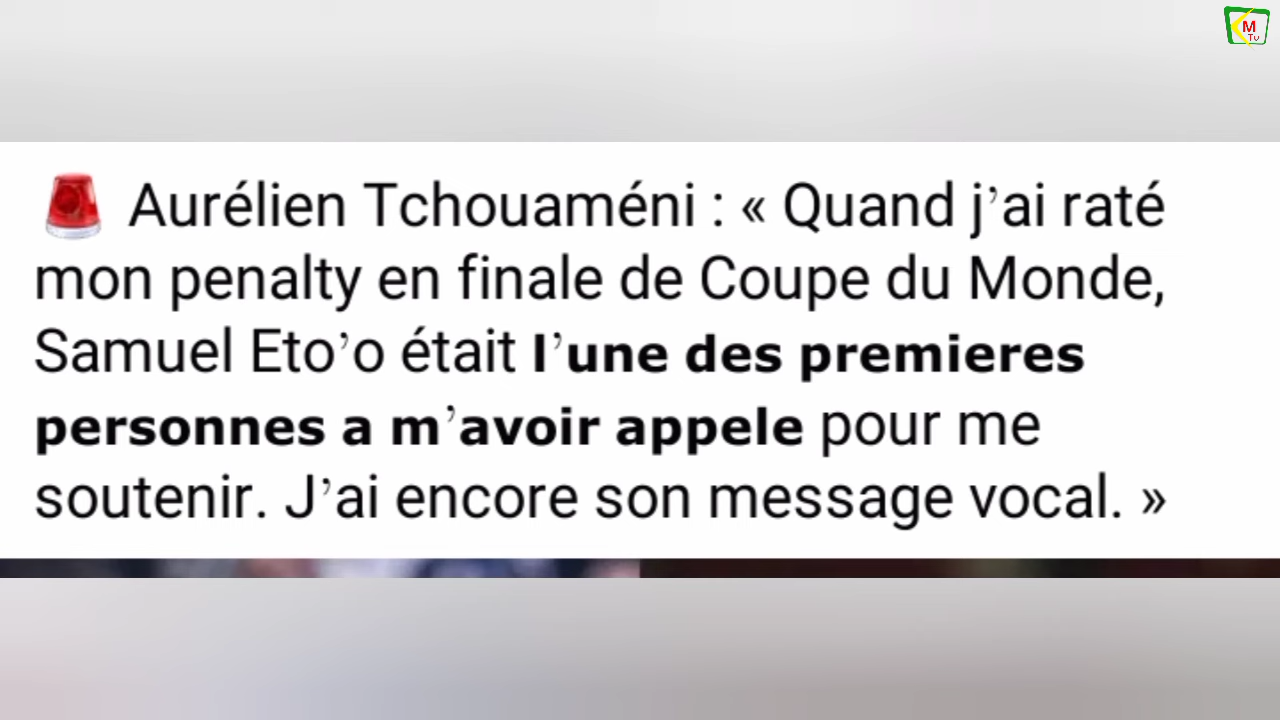 M
Tv
🚨 Aurélien Tchouaméni : « Quand j’ai raté
mon penalty en finale de Coupe du Monde,
Samuel Eto’o était l’une des premieres
personnes a m’avoir appele pour me
soutenir. J’ai encore son message vocal. »